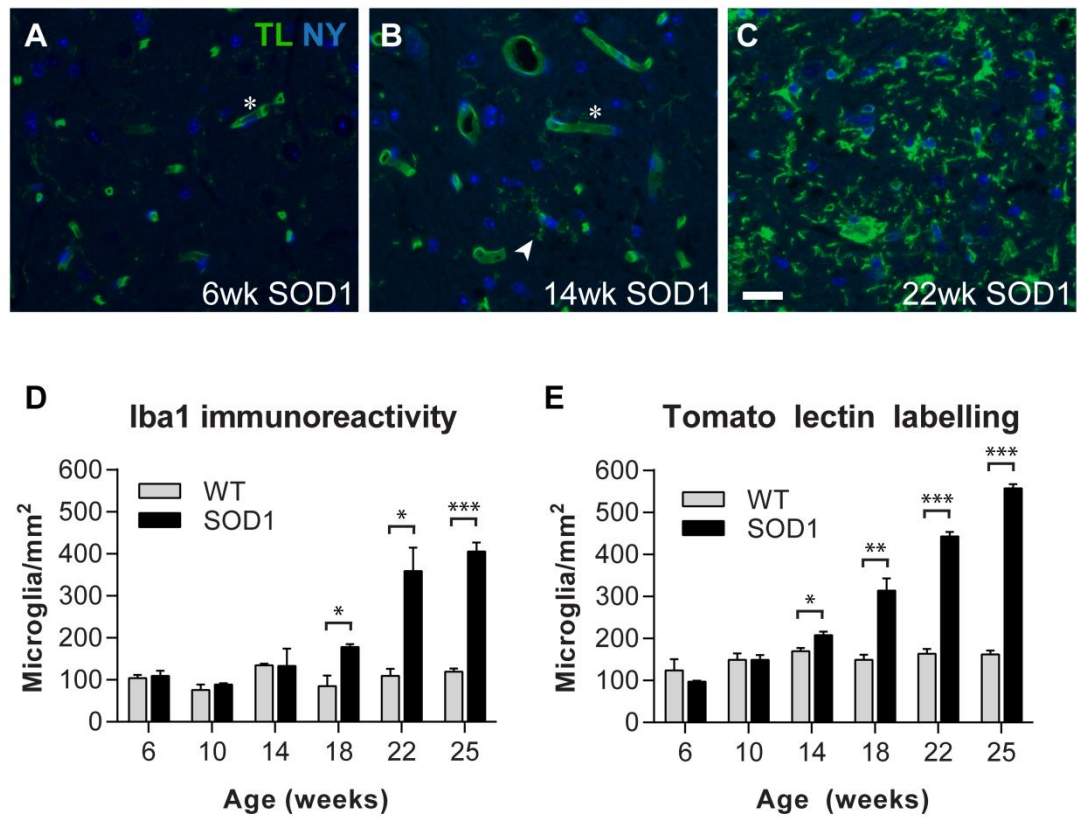 A
TL NY
*
6wk SOD1
B
*
14wk SOD1
C
22wk SOD1
D
Iba1 immunoreactivity
WT
SOD1
Microglia/mm2
600
500
400
300
200
100
0
*
*
***
6 10 14 18 22 25
Age (weeks)
E
Tomato lectin labelling
WT
SOD1
Microglia/mm2
600
500
400
300
200
100
0
*
**
***
***
6 10 14 18 22 25
Age (weeks)